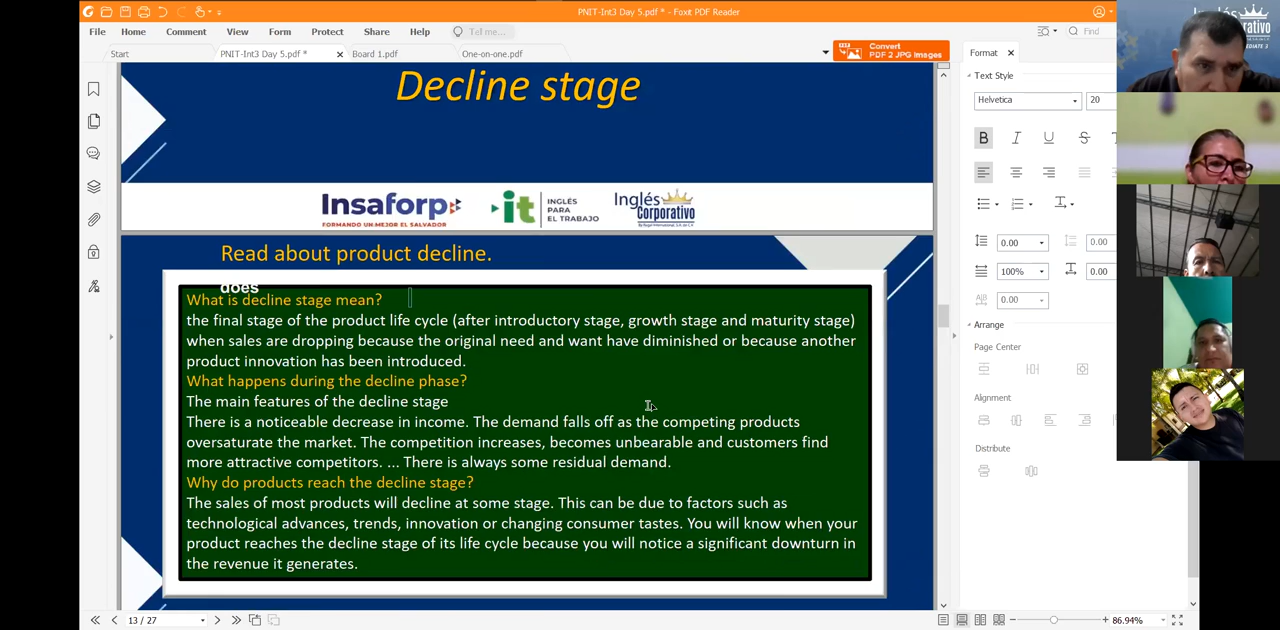 PNIT-Int3 Day 5.pdf * - Foxit PDF Reader
File Home Comment View Form Protect Share Help Tell me... Find
Start PNIT-Int3 Day 5.pdf * Board 1.pdf One-on-one.pdf
Convert
PDF 2 JPG Images
Decline stage
Insaforp
FORMANDO UN MEJOR EL SALVADOR
it
INGLÉS
PARA
EL TRABAJO
Inglés
Corporativo
Read about product decline.
does
What is decline stage mean?
the final stage of the product life cycle (after introductory stage, growth stage and maturity stage)
when sales are dropping because the original need and want have diminished or because another
product innovation has been introduced.
What happens during the decline phase?
The main features of the decline stage
There is a noticeable decrease in income. The demand falls off as the competing products
oversaturate the market. The competition increases, becomes unbearable and customers find
more attractive competitors. ... There is always some residual demand.
Why do products reach the decline stage?
The sales of most products will decline at some stage. This can be due to factors such as
technological advances, trends, innovation or changing consumer tastes. You will know when your
product reaches the decline stage of its life cycle because you will notice a significant downturn in
the revenue it generates.
13 / 27
86.94%
Format
Text Style
Helvetica 20
B I U S T
0.00 0.00
100% 0.00
0.00
Arrange
Page Center
Alignment
Distribute